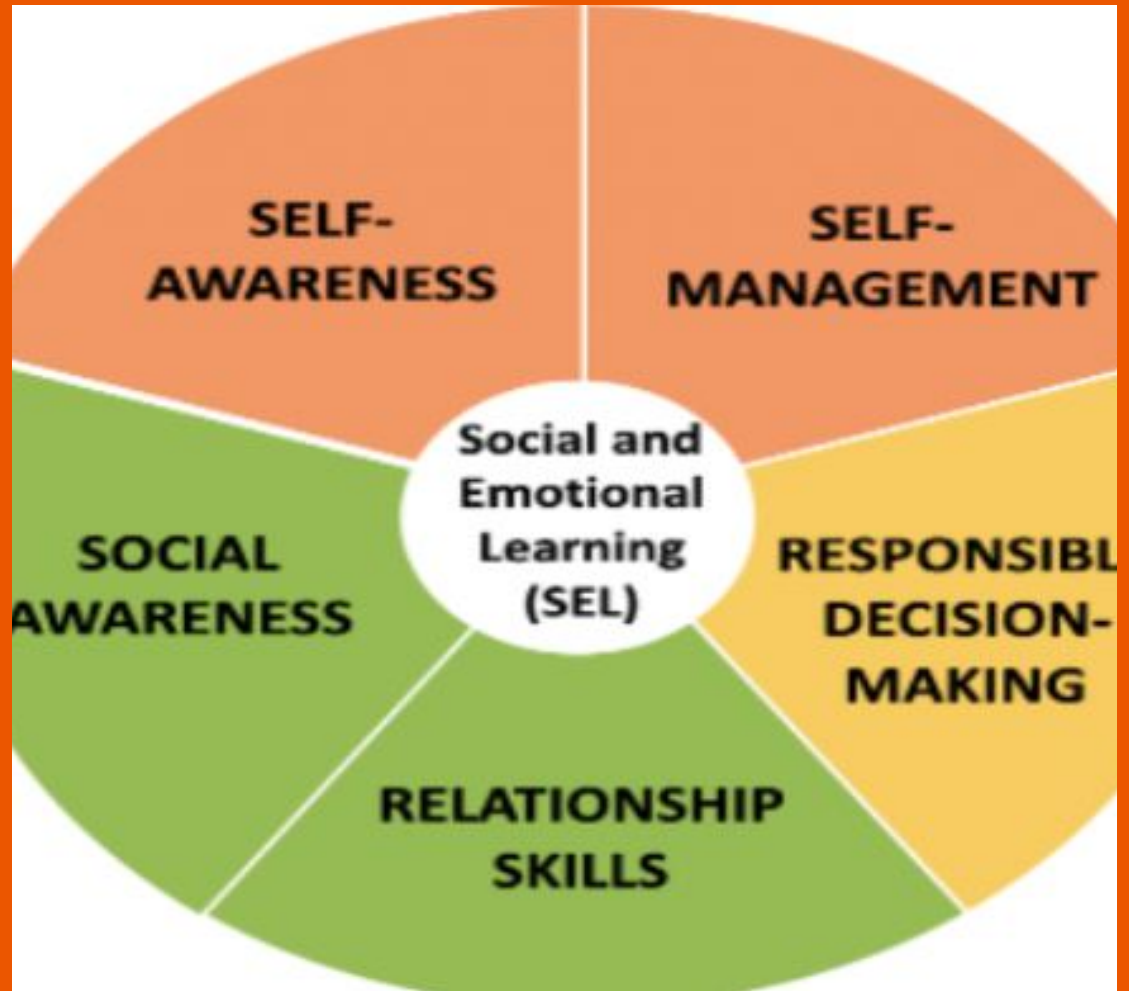 SELF-
AWARENESS
SELF-
MANAGEMENT
Social and
Emotional
Learning
(SEL)
SOCIAL
AWARENESS
RESPONSIBL
DECISION-
MAKING
RELATIONSHIP
SKILLS